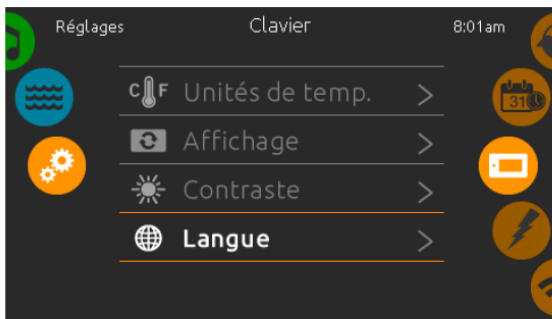 Réglages
Clavier
8:01am
C F Unités de temp.
Affichage
Contraste
Langue
31